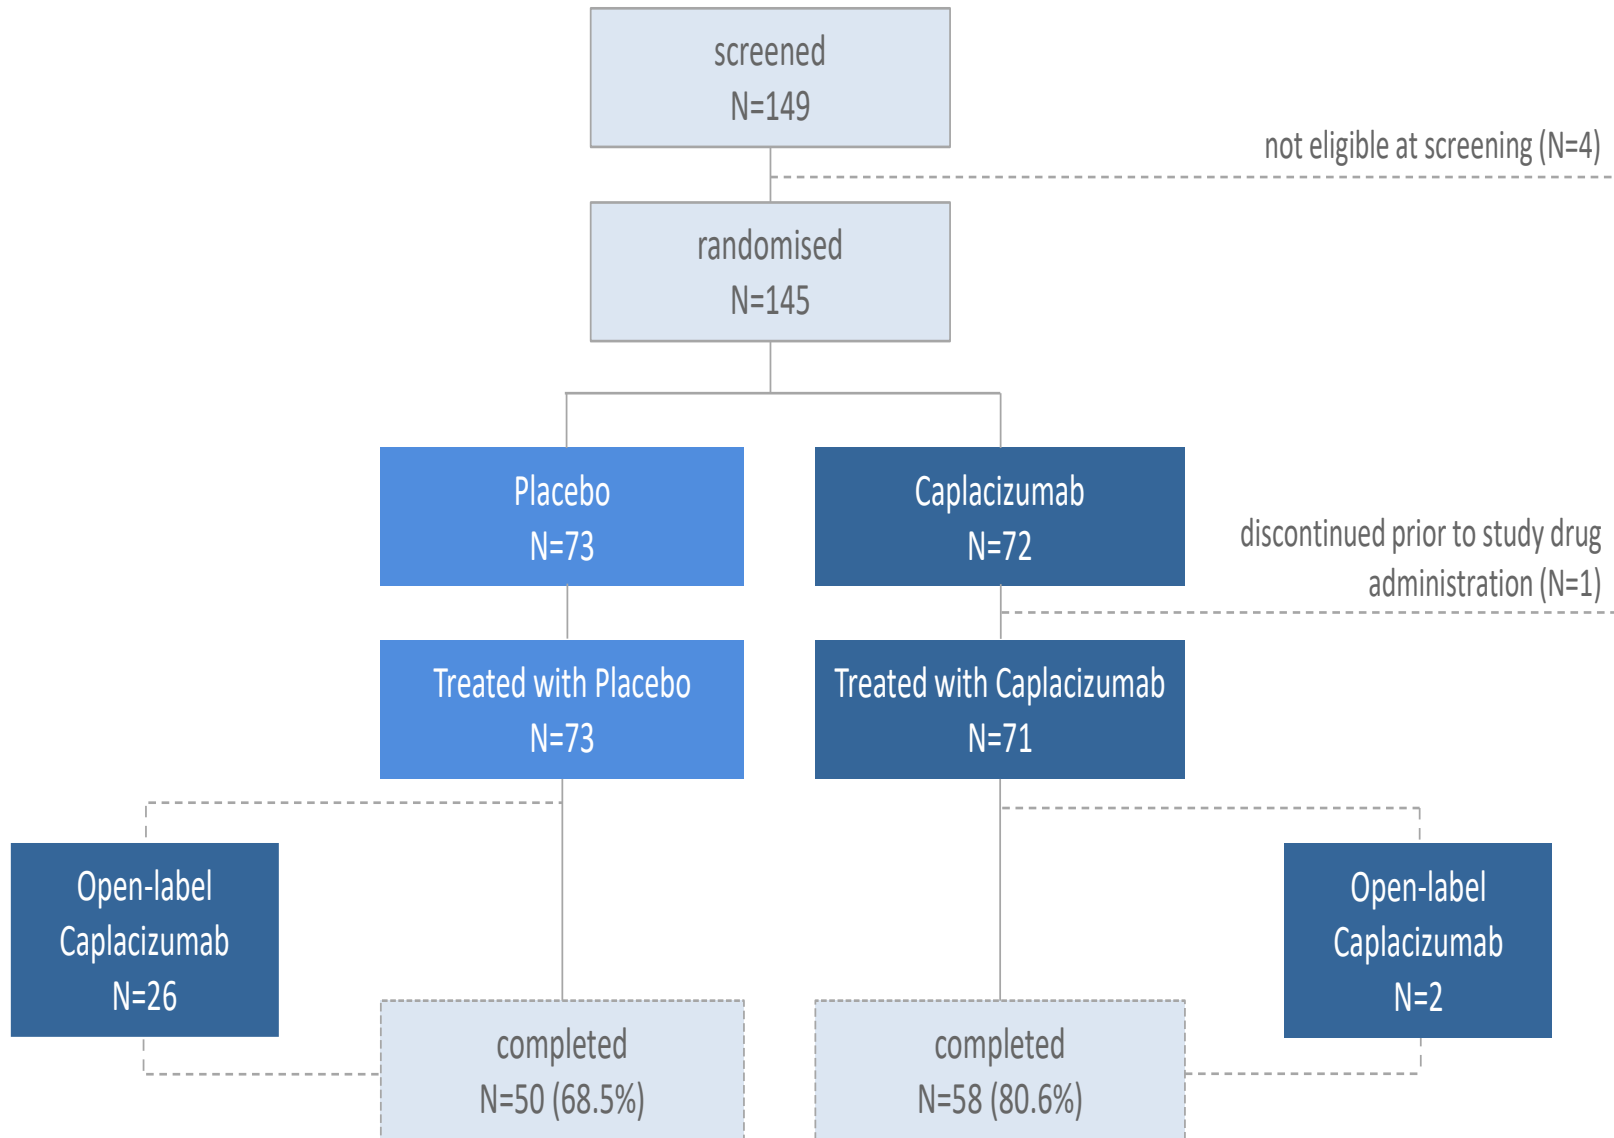 screened
N=149
not eligible at screening (N=4)
randomised
N=145
Placebo
N=73
Caplacizumab
N=72
discontinued prior to study drug
administration (N=1)
Treated with Placebo
N=73
Treated with Caplacizumab
N=71
Open-label
Caplacizumab
N=26
Open-label
Caplacizumab
N=2
completed
N=50 (68.5%)
completed
N=58 (80.6%)